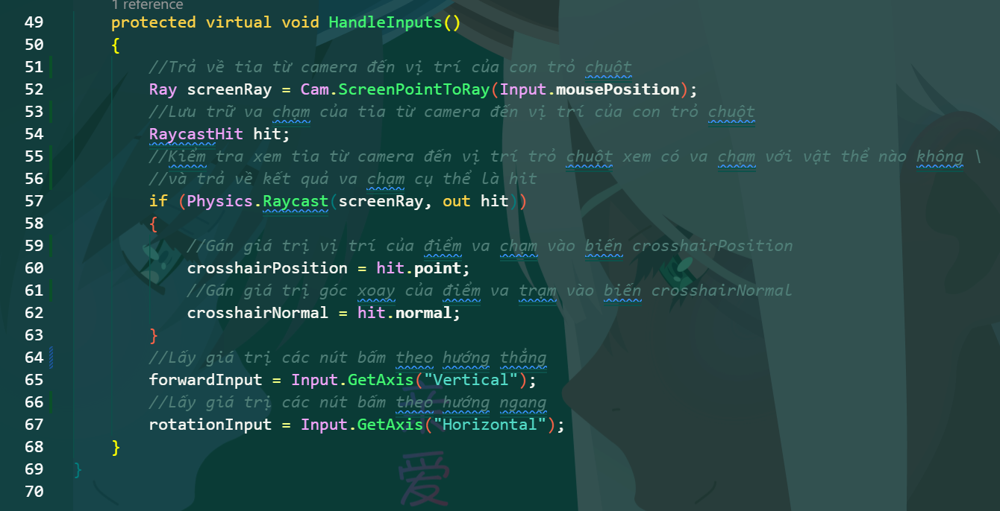 1 reference
49 protected virtual void HandleInputs()
50 {
51 //Trả về tia từ camera đến vị trí của con trỏ chuột
52 Ray screenRay = Cam.ScreenPointToRay(Input.mousePosition);
53 //Lưu trữ va chạm của tia từ camera đến vị trí của con trỏ chuột
54 RaycastHit hit;
55 //Kiểm tra xem tia từ camera đến vị trí trỏ chuột xem có va chạm với vật thể nào không \
56 //và trả về kết quả va chạm cụ thể là hit
57 if (Physics.Raycast(screenRay, out hit))
58 {
59 //Gán giá trị vị trí của điểm va chạm vào biến crosshairPosition
60 crosshairPosition = hit.point;
61 //Gán giá trị góc xoay của điểm va trạm vào biến crosshairNormal
62 crosshairNormal = hit.normal;
63 }
64 //Lấy giá trị các nút bấm theo hướng thẳng
65 forwardInput = Input.GetAxis("Vertical");
66 //Lấy giá trị các nút bấm theo hướng ngang
67 rotationInput = Input.GetAxis("Horizontal");
68 }
69 }
70
爱